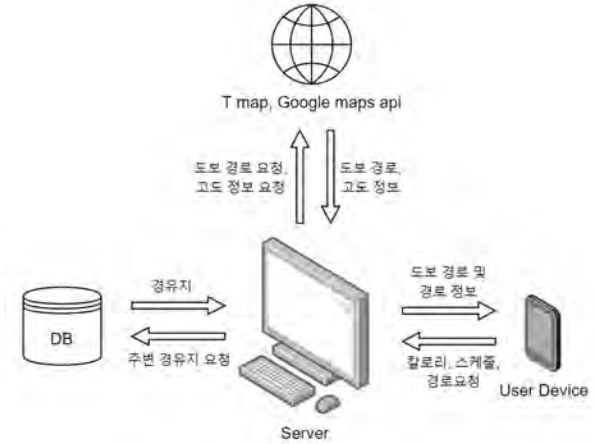 T map, Google maps api
도보 경로 요청,
고도 정보 요청
도보 경로,
고도 정보
경유지
DB
주변 경유지 요청
도보 경로 및
경로 정보
칼로리, 스케줄,
경로요청
User Device
Server